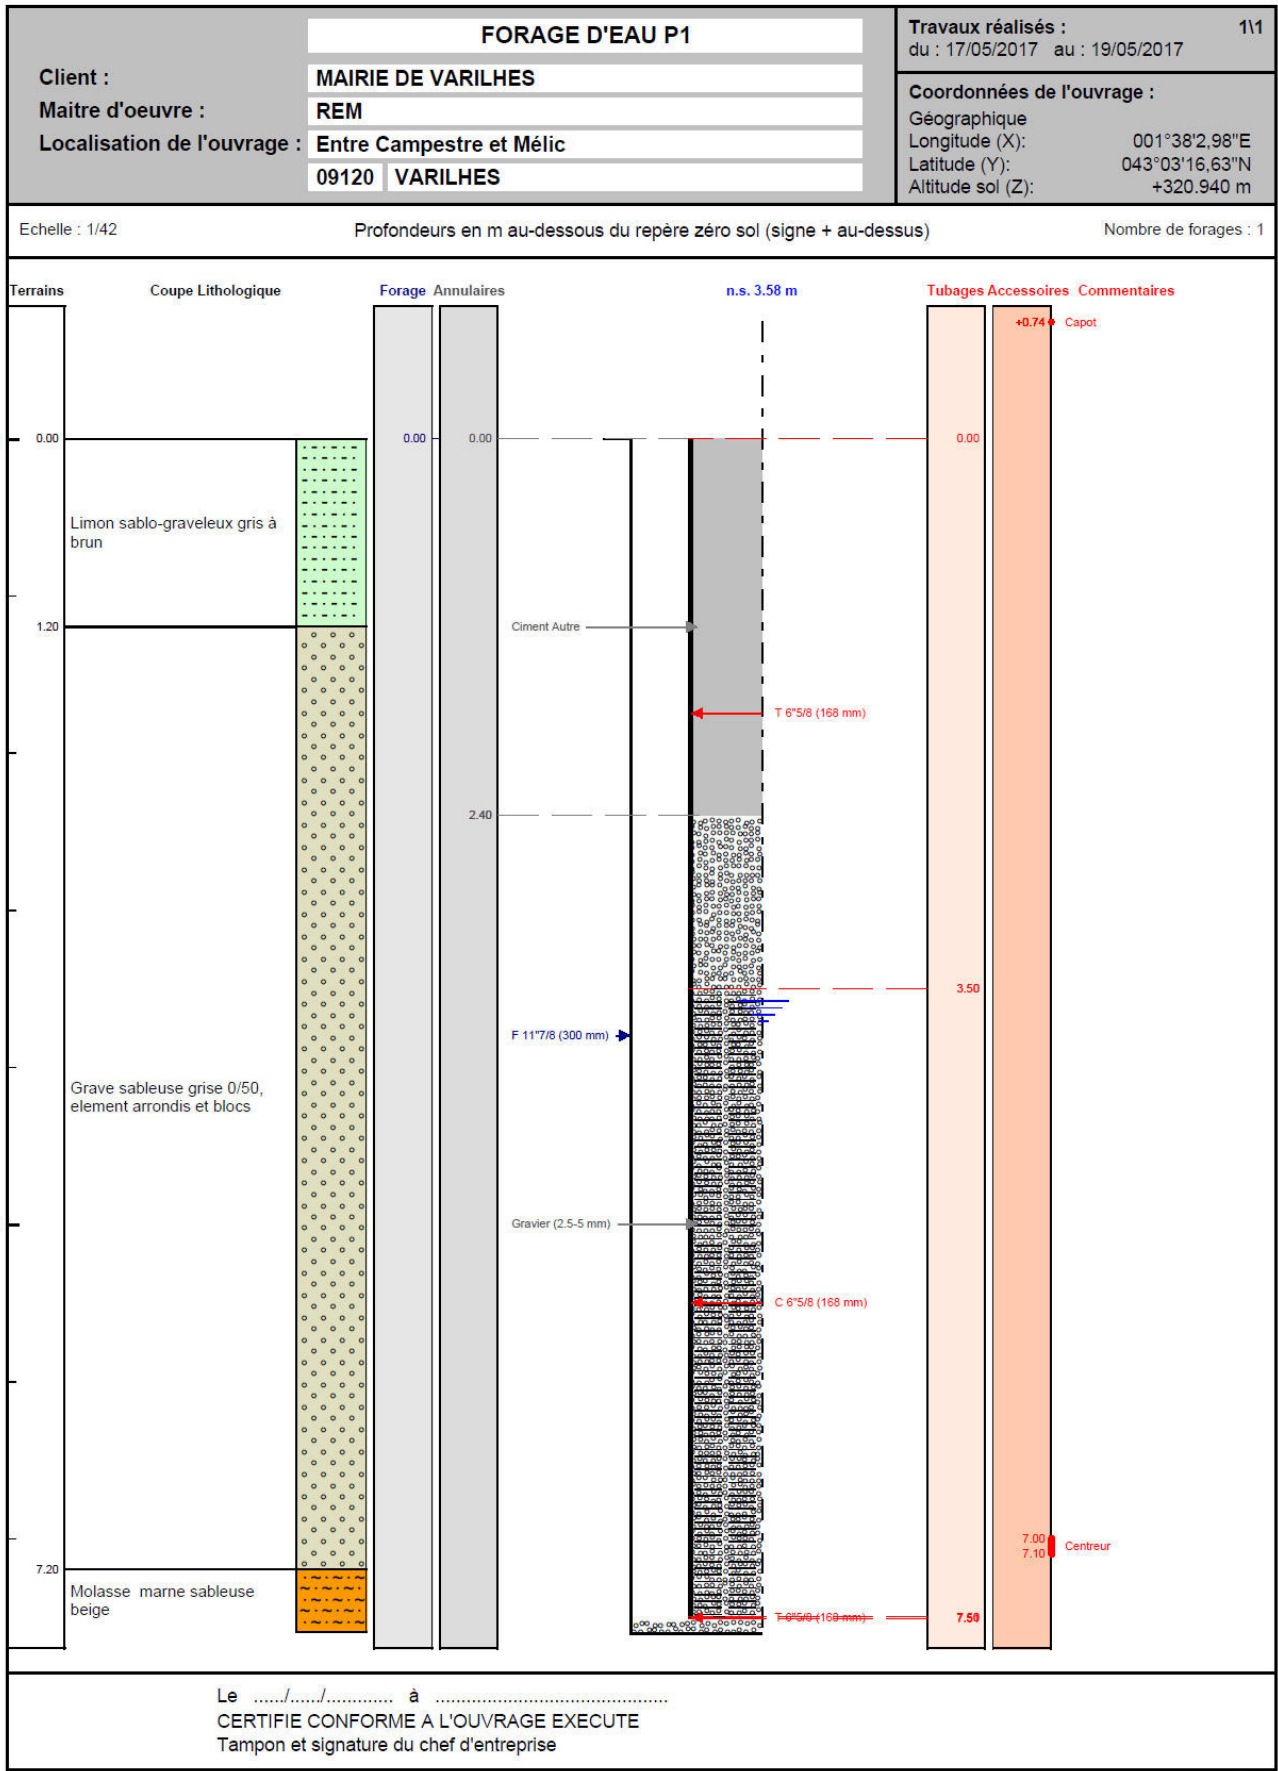 FORAGE D'EAU P1
Client :
MAIRIE DE VARILHES
Maitre d'oeuvre :
REM
Localisation de l'ouvrage :
Entre Campestre et Mélic
09120 VARILHES
Travaux réalisés : 1\1
du : 17/05/2017 au : 19/05/2017
Coordonnées de l'ouvrage :
Géographique
Longitude (X): 001°38'2,98"E
Latitude (Y): 043°03'16,63"N
Altitude sol (Z): +320.940 m
Echelle : 1/42
Profondeurs en m au-dessous du repère zéro sol (signe + au-dessus)
Nombre de forages : 1
Terrains Coupe Lithologique Forage Annulaires n.s. 3.58 m Tubages Accessoires Commentaires
+0.74 Capot
0.00 0.00 0.00 0.00
Limon sablo-graveleux gris à
brun
1.20
Ciment Autre
T 6"5/8 (168 mm)
2.40
3.50
F 11"7/8 (300 mm)
Grave sableuse grise 0/50,
element arrondis et blocs
Gravier (2.5-5 mm)
C 6"5/8 (168 mm)
7.00
7.10
Centreur
7.20
Molasse marne sableuse
beige
T 6"5/8 (168 mm)
Le ....../....../............. à ...........................................
CERTIFIE CONFORME A L'OUVRAGE EXECUTE
Tampon et signature du chef d'entreprise